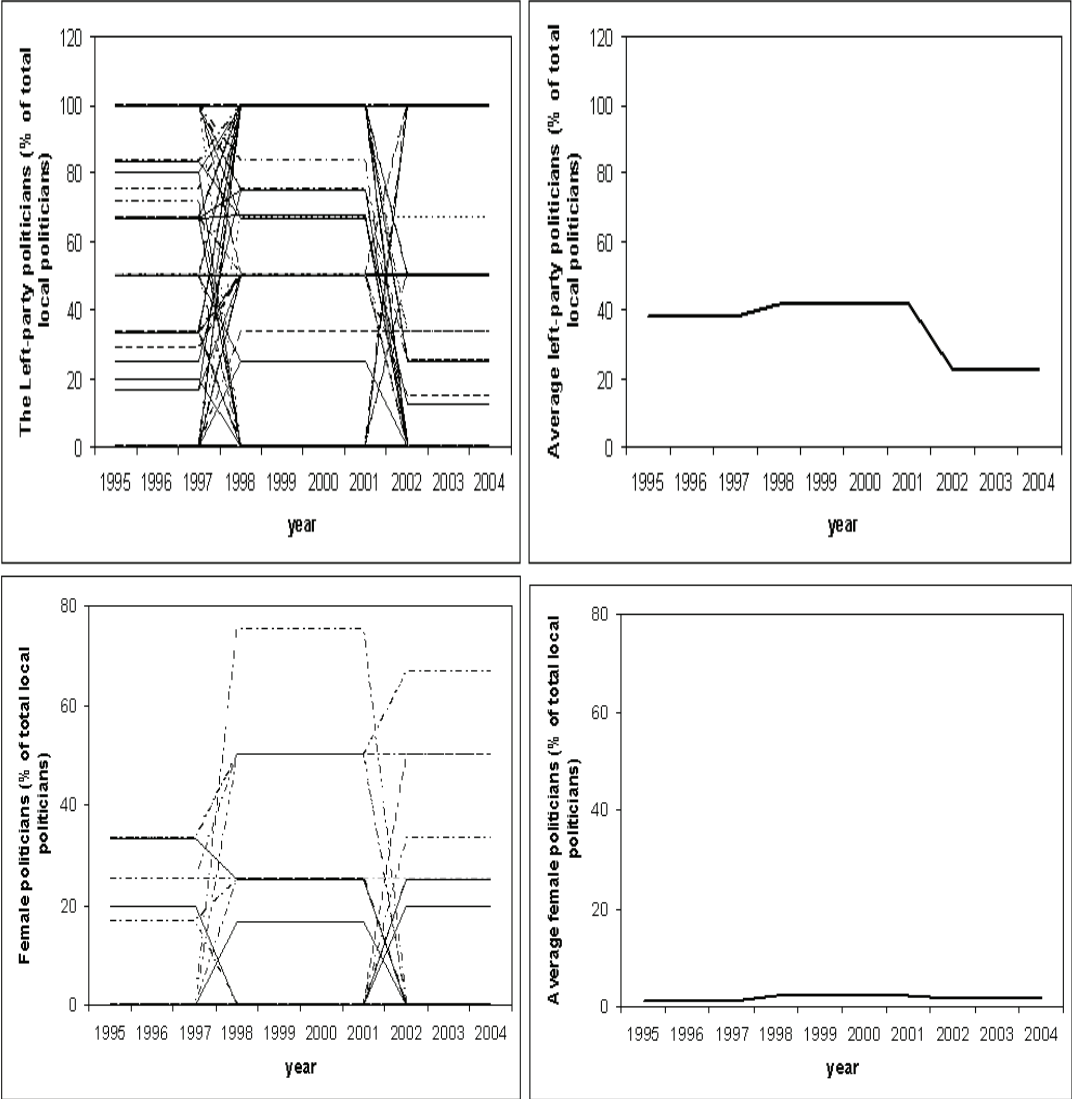 The Left-party politicians (% of total
local politicians)
120
100
80
60
40
20
0
1995 1996 1997 1998 1999 2000 2001 2002 2003 2004
year
Average left-party politicians (% of total
local politicians)
120
100
80
60
40
20
0
1995 1996 1997 1998 1999 2000 2001 2002 2003 2004
year
Female politicians (% of total local
politicians)
80
60
40
20
0
1995 1996 1997 1998 1999 2000 2001 2002 2003 2004
year
Average female politicians (% of total local
politicians)
80
60
40
20
0
1995 1996 1997 1998 1999 2000 2001 2002 2003 2004
year